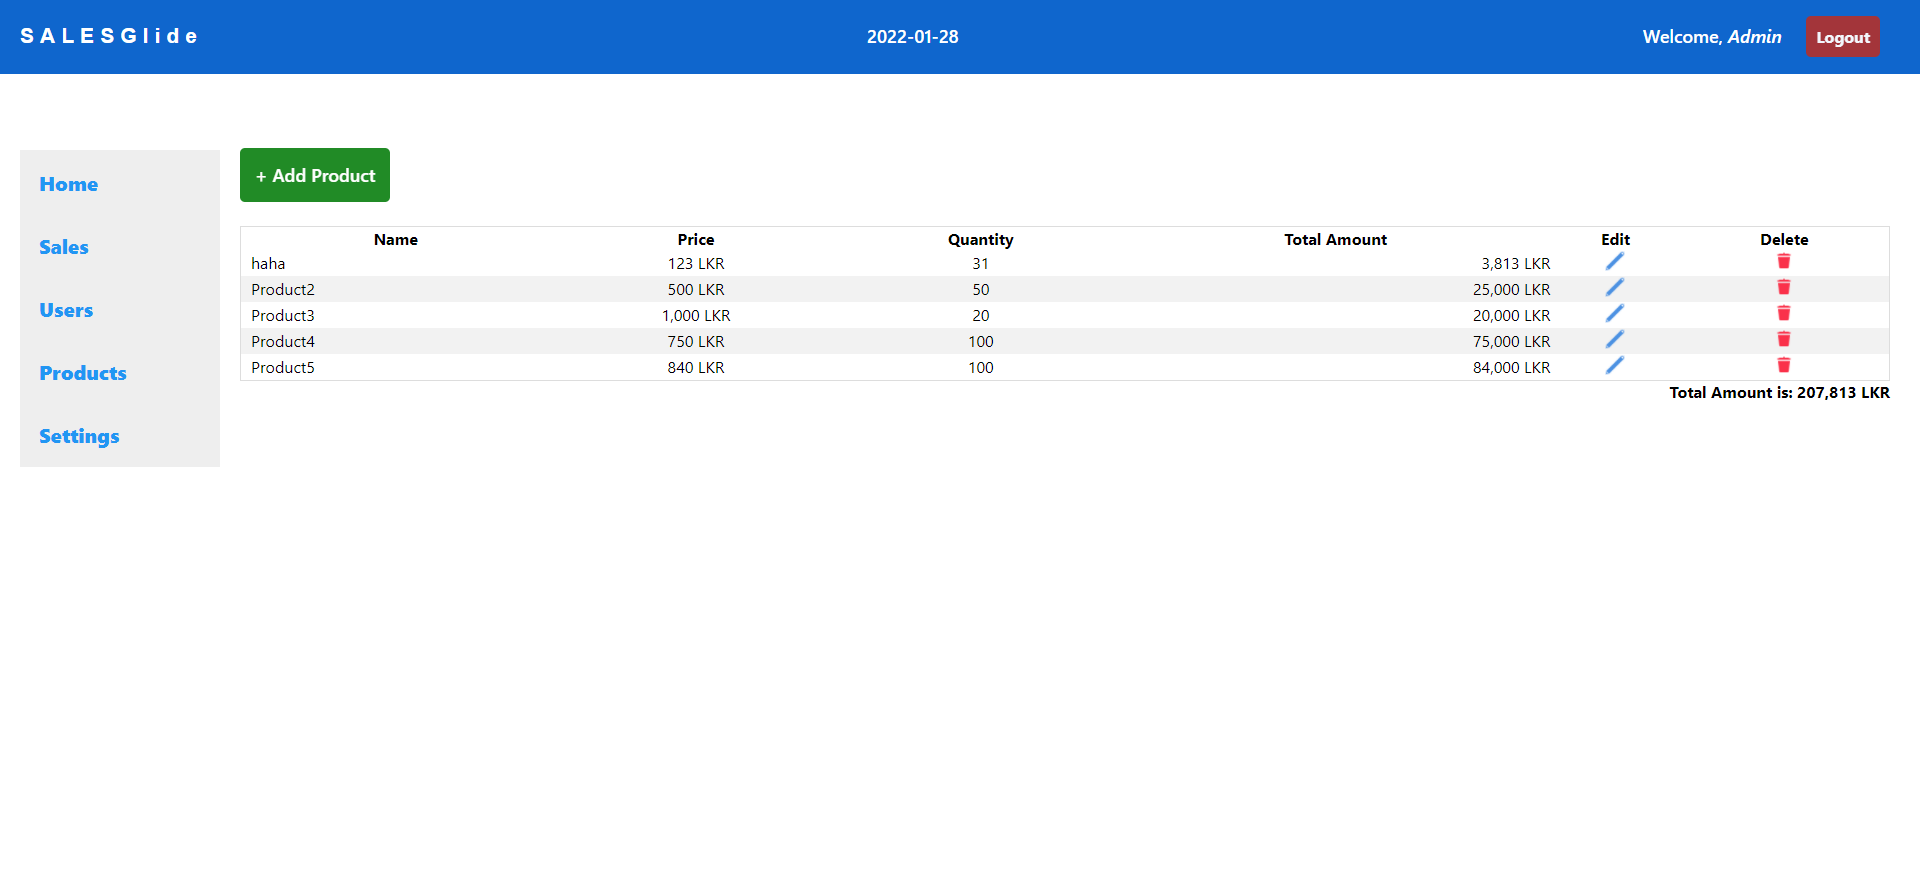 SALESGlide 2022-01-28 Welcome, Admin Logout
Home
Sales
Users
Products
Settings
+ Add Product
Name Price Quantity Total Amount Edit Delete
haha 123 LKR 31 3,813 LKR
Product2 500 LKR 50 25,000 LKR
Product3 1,000 LKR 20 20,000 LKR
Product4 750 LKR 100 75,000 LKR
Product5 840 LKR 100 84,000 LKR
Total Amount is: 207,813 LKR